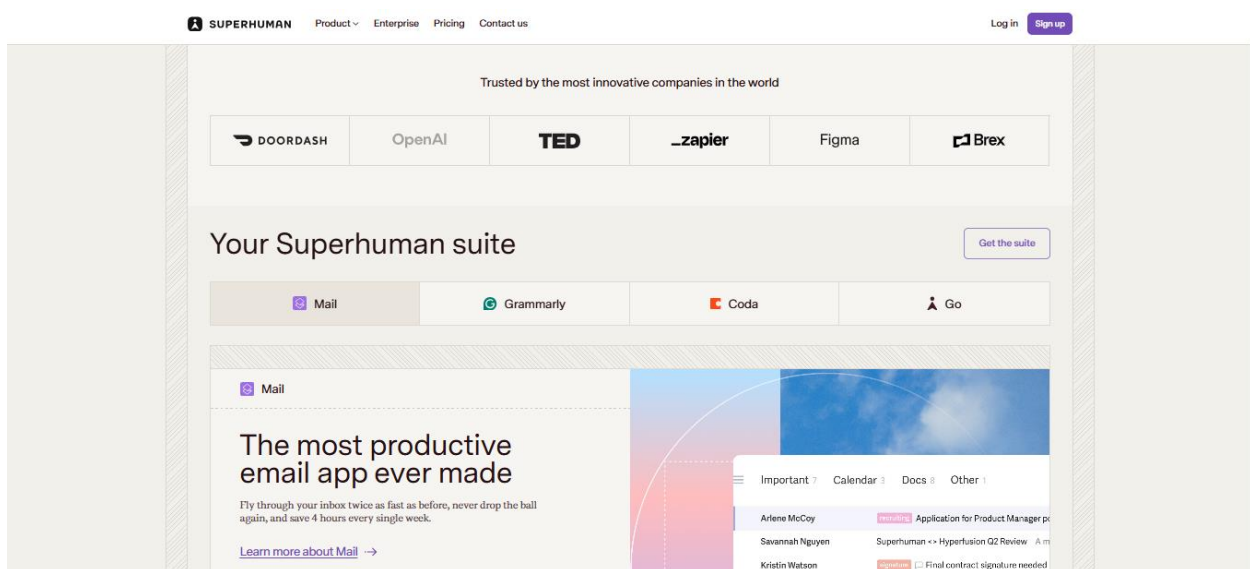 SUPERHUMAN Product Enterprise Pricing Contact us Log in Sign up
Trusted by the most innovative companies in the world
DOORDASH OpenAI TED _zapier Figma Brex
Your Superhuman suite Get the suite
Mail Grammarly Coda Go
Mail
The most productive
email app ever made
Fly through your inbox twice as fast as before, never drop the ball
again, and save 4 hours every single week.
Learn more about Mail →
Important 7 Calendar 3 Docs 8 Other 1
Arlene McCoy recruiting Application for Product Manager
Savannah Nguyen Superhuman <> Hyperfusion Q2 Review A
Kristin Watson signature Final contract signature needed